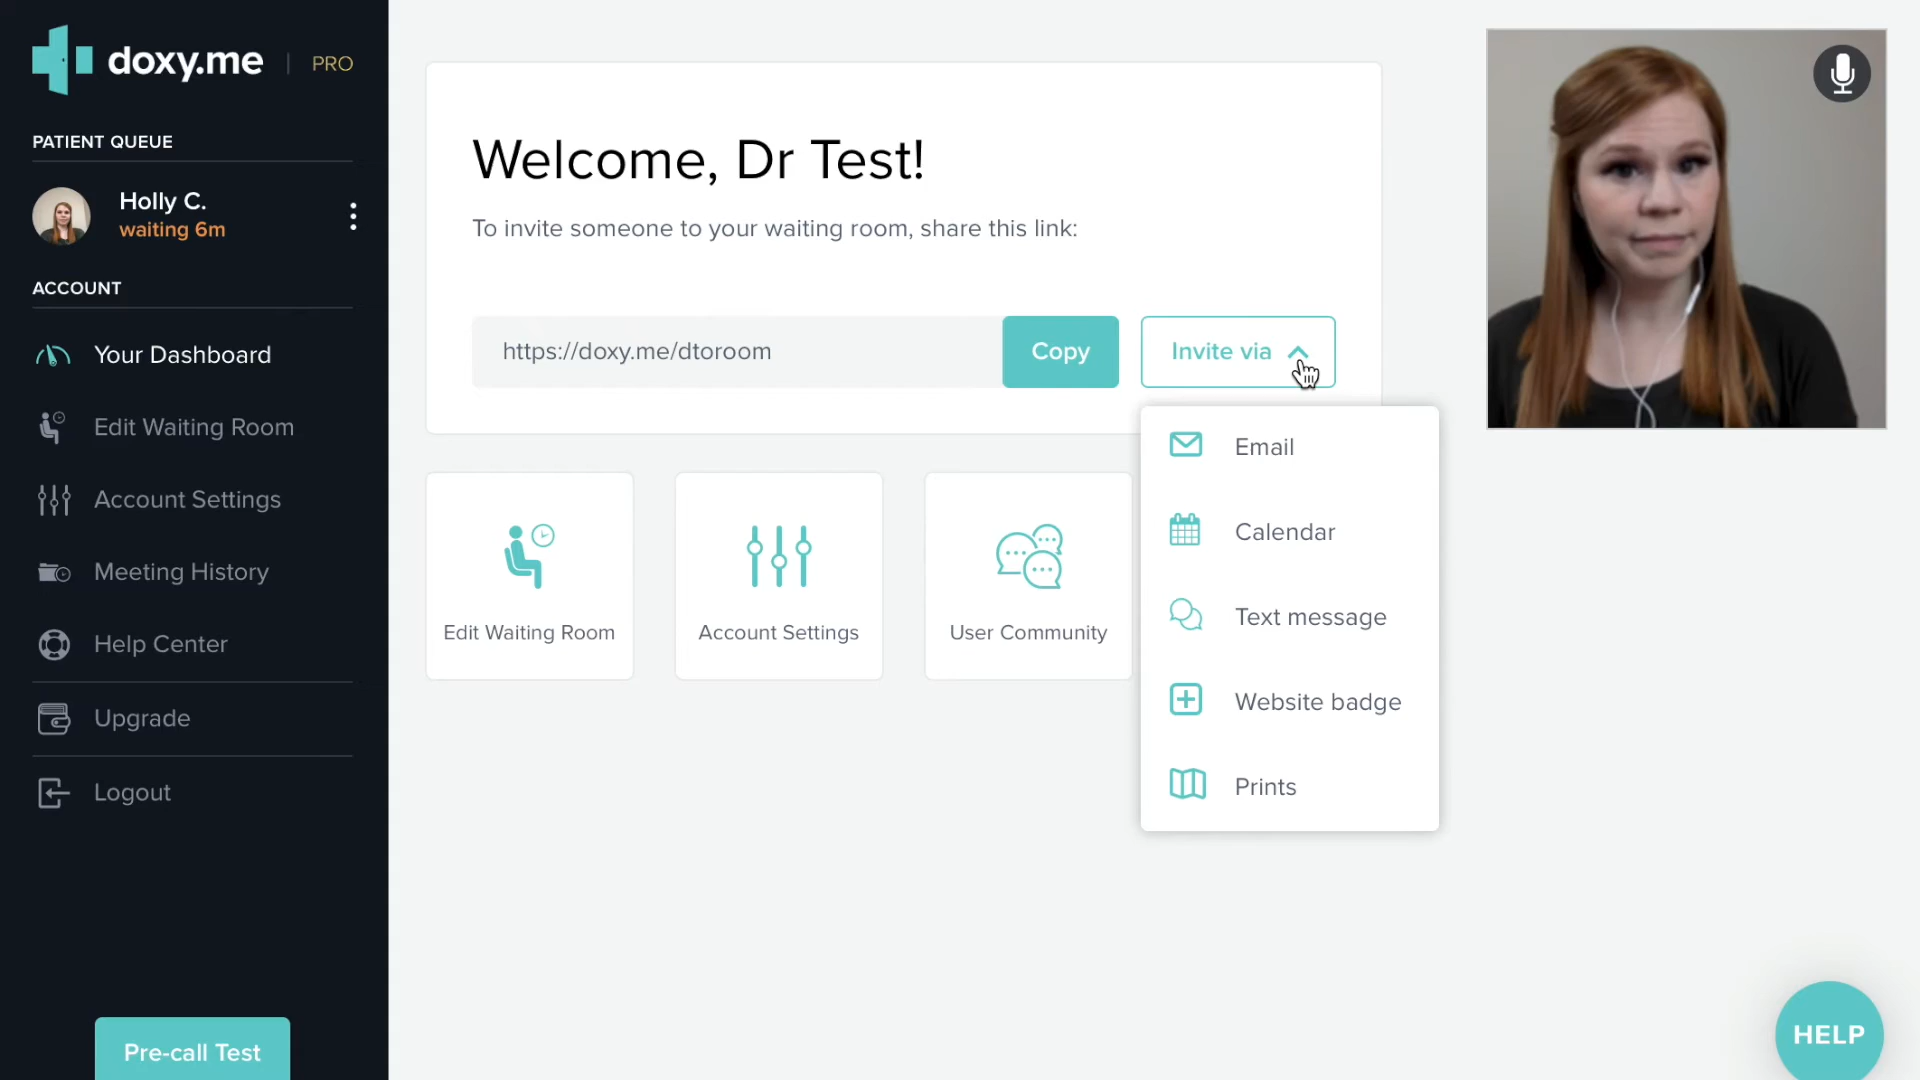 doxy.me | PRO
PATIENT QUEUE
Holly C.
waiting 6m
ACCOUNT
Your Dashboard
Edit Waiting Room
Account Settings
Meeting History
Help Center
Upgrade
Logout
Pre-call Test
Welcome, Dr Test!
To invite someone to your waiting room, share this link:
https://doxy.me/dtoroom
Copy
Invite via
Email
Calendar
Text message
Website badge
Prints
Edit Waiting Room
Account Settings
User Community
HELP